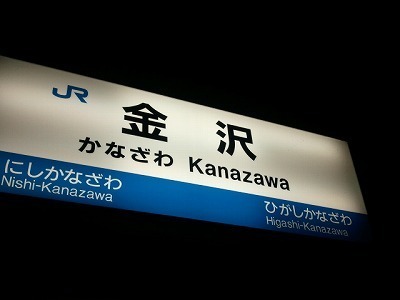 JR
金沢
かなざわ Kanazawa
にしかなざわ
Nishi-Kanazawa
ひがしかなざわ
Higashi-Kanazawa